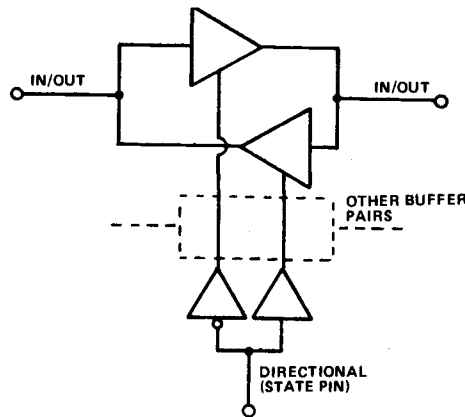 IN/OUT
IN/OUT
OTHER BUFFER
PAIRS
DIRECTIONAL
(STATE PIN)